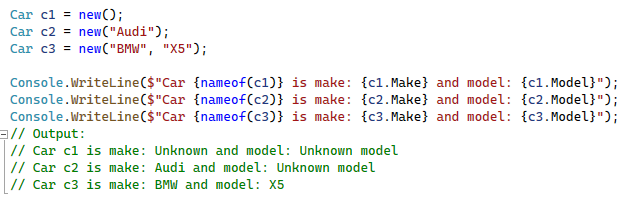 Car c1 = new();
Car c2 = new("Audi");
Car c3 = new("BMW", "X5");
Console.WriteLine($"Car {nameof(c1)} is make: {c1.Make} and model: {c1.Model}");
Console.WriteLine($"Car {nameof(c2)} is make: {c2.Make} and model: {c2.Model}");
Console.WriteLine($"Car {nameof(c3)} is make: {c3.Make} and model: {c3.Model}");
// Output:
// Car c1 is make: Unknown and model: Unknown model
// Car c2 is make: Audi and model: Unknown model
// Car c3 is make: BMW and model: X5